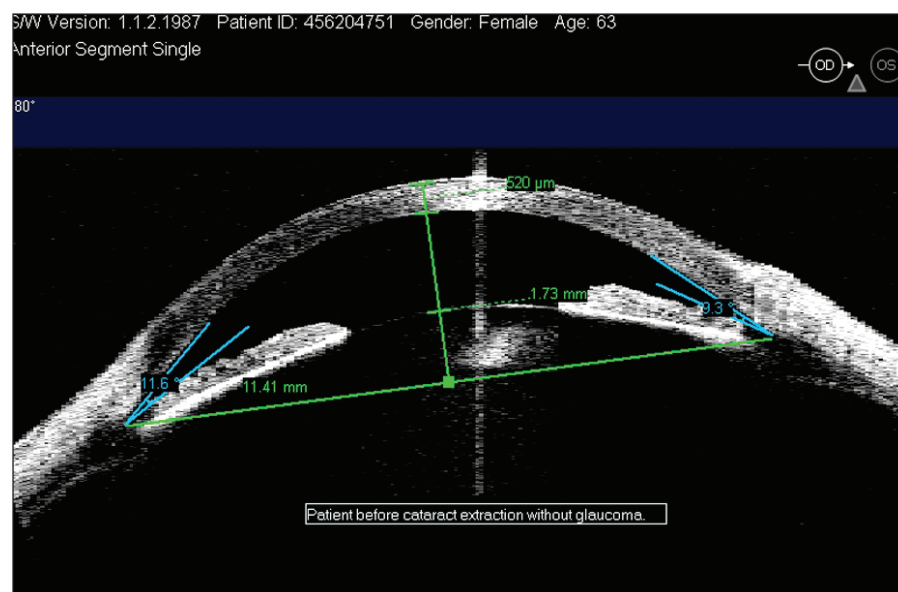 S/W Version: 1.1.2.1987 Patient ID: 456204751 Gender: Female Age: 63
Anterior Segment Single
OD OS
80°
520 µm
1.73 mm
9.3 °
11.6 °
11.41 mm
Patient before cataract extraction without glaucoma.